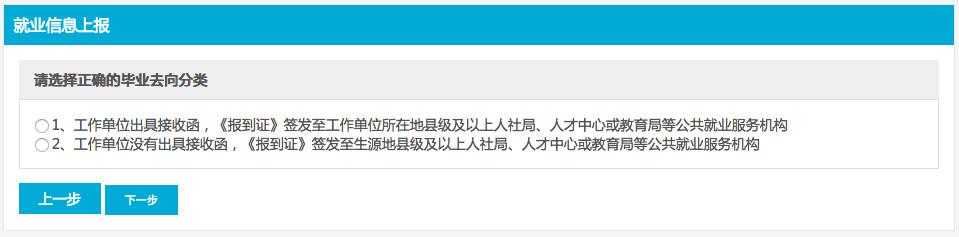 就业信息上报
请选择正确的毕业去向分类
1、工作单位出具接收函，《报到证》签发至工作单位所在地县级及以上人社局、人才中心或教育局等公共就业服务机构
2、工作单位没有出具接收函，《报到证》签发至生源地县级及以上人社局、人才中心或教育局等公共就业服务机构
上一步 下一步